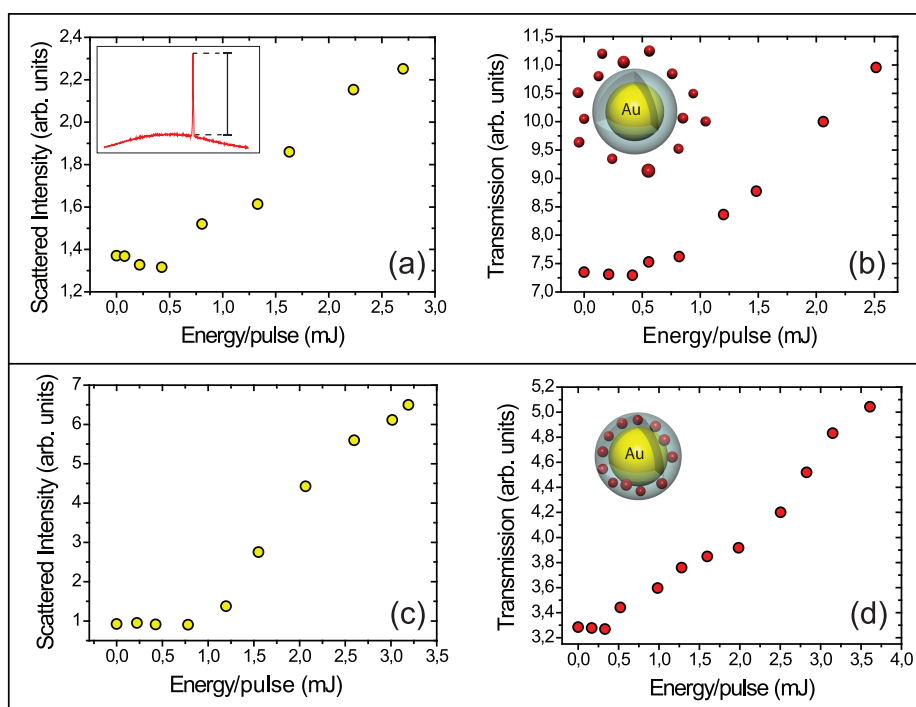 Scattered Intensity (arb. units)
2,4
2,2
2,0
1,8
1,6
1,4
1,2
0,0 0,5 1,0 1,5 2,0 2,5 3,0
Energy/pulse (mJ)
(a)
Transmission (arb. units)
11,5
11,0
10,5
10,0
9,5
9,0
8,5
8,0
7,5
7,0
0,0 0,5 1,0 1,5 2,0 2,5
Energy/pulse (mJ)
Au
(b)
Scattered Intensity (arb. units)
7
6
5
4
3
2
1
0,0 0,5 1,0 1,5 2,0 2,5 3,0 3,5
Energy/pulse (mJ)
(c)
Transmission (arb. units)
5,2
5,0
4,8
4,6
4,4
4,2
4,0
3,8
3,6
3,4
3,2
0,0 0,5 1,0 1,5 2,0 2,5 3,0 3,5 4,0
Energy/pulse (mJ)
Au
(d)